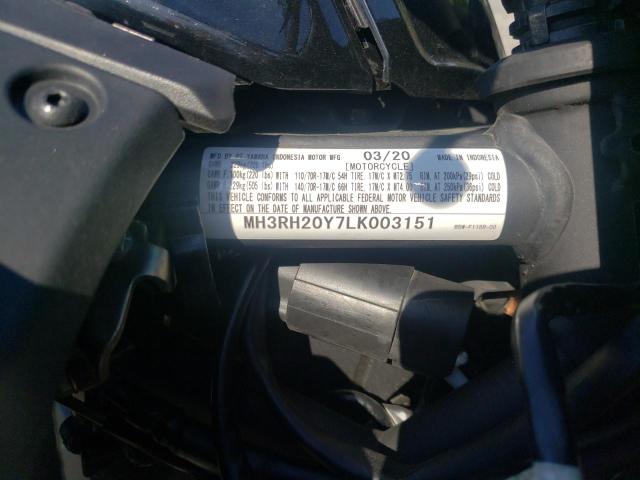 MFD BY PT. YAMAHA INDONESIA MOTOR MFG 03/20 MADE IN INDONESIA
[MOTORCYCLE]
GAWR F. 100kg(220 lbs) WITH 110/70R-17M/C 54H TIRE, 17M/C X MT2.75 RIM, AT 200kPa(29psi) COLD
GAWR R. 229kg(505 lbs) WITH 140/70R-17M/C 66H TIRE, 17M/C X MT4.00 RIM, AT 250kPa(36psi) COLD
THIS VEHICLE CONFORMS TO ALL APPLICABLE FEDERAL MOTOR VEHICLE SAFETY STANDARDS
IN EFFECT ON THE DATE OF MANUFACTURE SHOWN ABOVE.
MH3RH20Y7LK003151